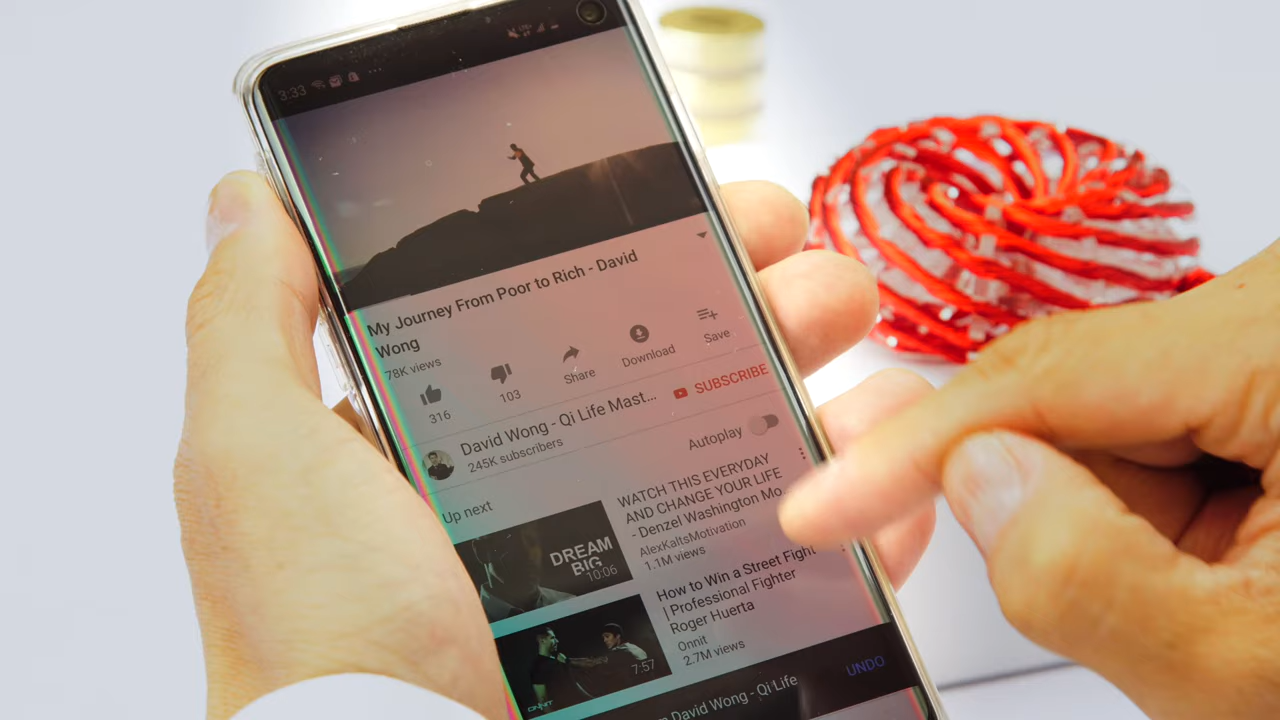 3:33
My Journey From Poor to Rich - David
Wong
78K views
316
103
Share
Download
Save
David Wong - Qi Life Mast...
245K subscribers
SUBSCRIBE
Autoplay
Up next
DREAM
BIG
10:06
WATCH THIS EVERYDAY
AND CHANGE YOUR LIFE
- Denzel Washington Mo...
AlexKaltsMotivation
1.1M views
7:57
ONNIT
How to Win a Street Fight
| Professional Fighter
Roger Huerta
Onnit
2.7M views
David Wong - Qi Life
UNDO